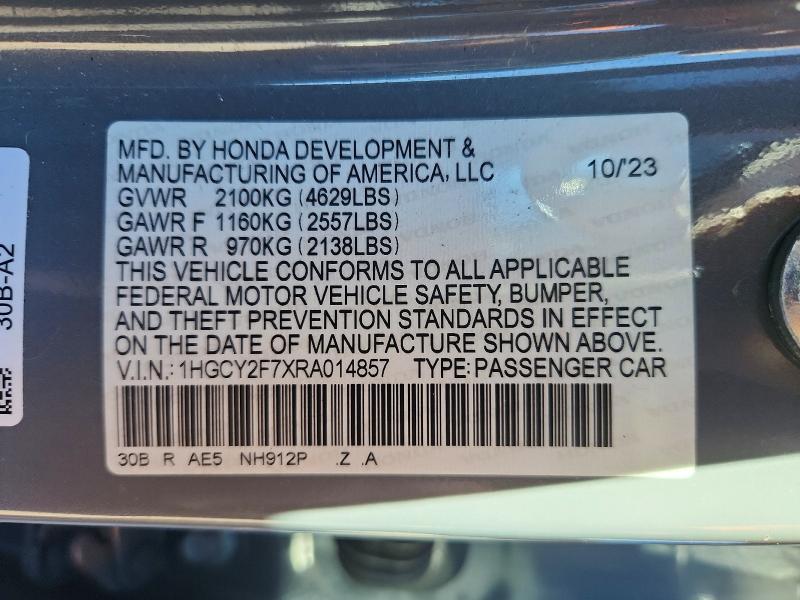 MFD. BY HONDA DEVELOPMENT &
MANUFACTURING OF AMERICA, LLC 10/'23
GVWR 2100KG (4629LBS)
GAWR F 1160KG (2557LBS)
GAWR R 970KG (2138LBS)
THIS VEHICLE CONFORMS TO ALL APPLICABLE
FEDERAL MOTOR VEHICLE SAFETY, BUMPER,
AND THEFT PREVENTION STANDARDS IN EFFECT
ON THE DATE OF MANUFACTURE SHOWN ABOVE.
V.I.N.: 1HGCY2F7XRA014857 TYPE: PASSENGER CAR
30B R AE5 NH912P .Z .A
30B-A2